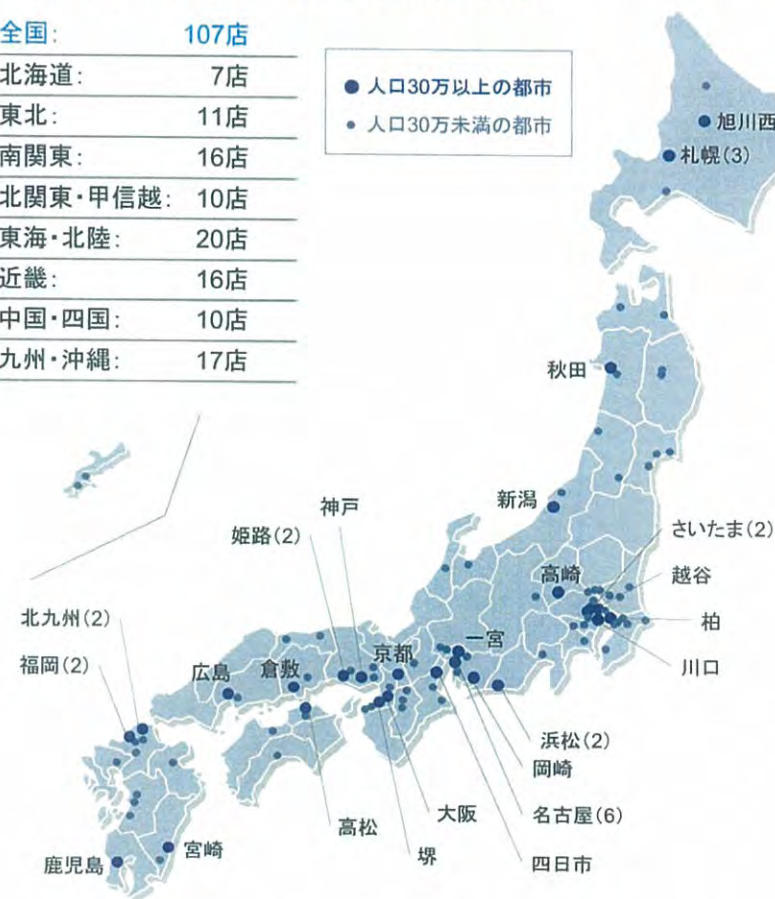 全国: 107店
北海道: 7店
東北: 11店
南関東: 16店
北関東・甲信越: 10店
東海・北陸: 20店
近畿: 16店
中国・四国: 10店
九州・沖縄: 17店
人口30万以上の都市
人口30万未満の都市
旭川西
札幌(3)
秋田
新潟
神戸
姫路(2)
さいたま(2)
高崎
越谷
北九州(2)
柏
一宮
京都
福岡(2)
広島
倉敷
川口
浜松(2)
岡崎
大阪
名古屋(6)
高松
堺
四日市
宮崎
鹿児島